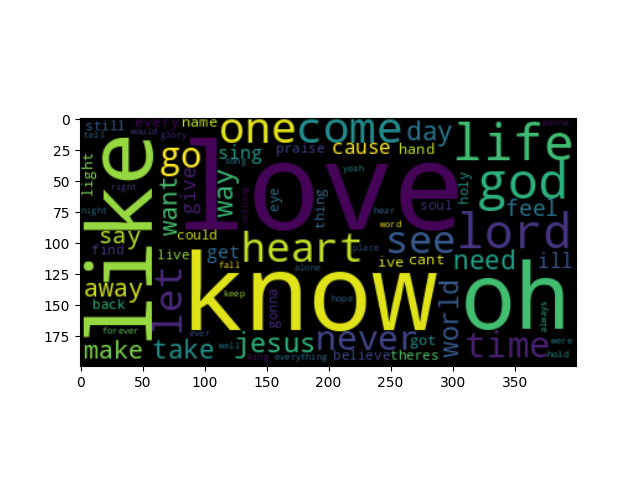 0
25
50
75
100
125
150
175
0 50 100 150 200 250 300 350
still every name one come day life
tell would glory
light sing song praise cause hand
go yeah
right love god
like want give way eye thing soul holy feel
night nothing hear
say could word see lord
find live get heart place ive cant need ill
fall alone
away let know oh
back keep gonna hope world always
forever ever jesus never got time were
make take well believe theres hold
king everything